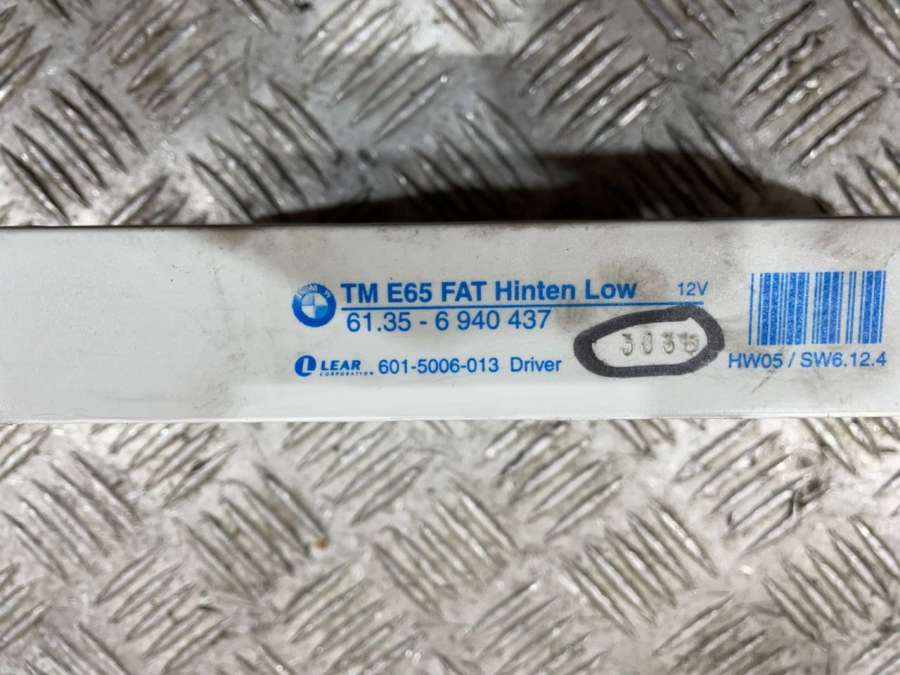 TM E65 FAT Hinten Low 12V
61.35 - 6 940 437
LEAR CORPORATION 601-5006-013 Driver
HW05 / SW6.12.4